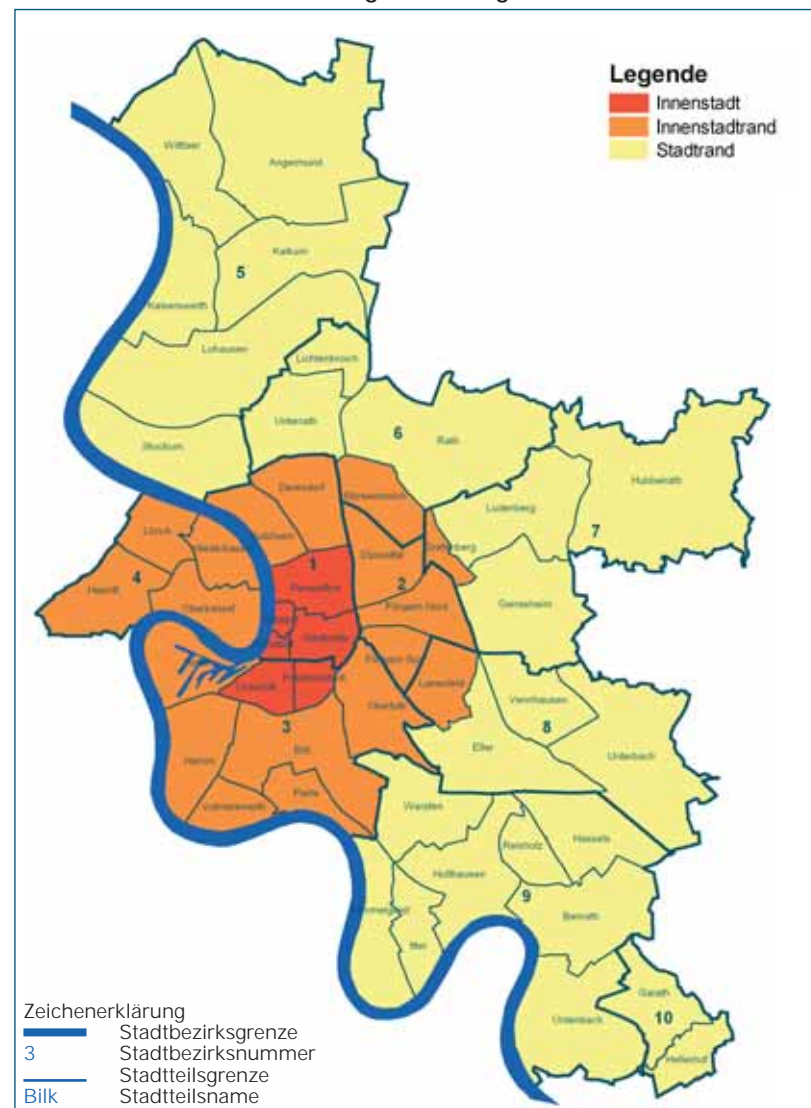 Legende
Innenstadt
Innenstadtrand
Stadtrand
Wittlaer
Angermund
Kalkum
5
Kaiserswerth
Lohausen
Lichtenbroich
Unterrath
6
Rath
Stockum
Hubbelrath
Derendorf
Mörsenbroich
Ludenberg
7
Lörick
Golzheim
Niederkassel
Düsseltal
Grafenberg
Heerdt
4
1
2
Pempelfort
Oberkassel
Flingern Nord
Gerresheim
Stadtmitte
Flingern Süd
Lierenfeld
Unterbilk
Friedrichstadt
Oberbilk
Vennhausen
8
3
Eller
Unterbach
Bilk
Hamm
Volmerswerth
Flehe
Wersten
Reisholz
Hassels
Holthausen
9
Benrath
Himmelgeist
Itter
Garath
10
Urdenbach
Hellerhof
Zeichenerklärung
Stadtbezirksgrenze
3 Stadtbezirksnummer
Stadtteilsgrenze
Bilk Stadtteilsname